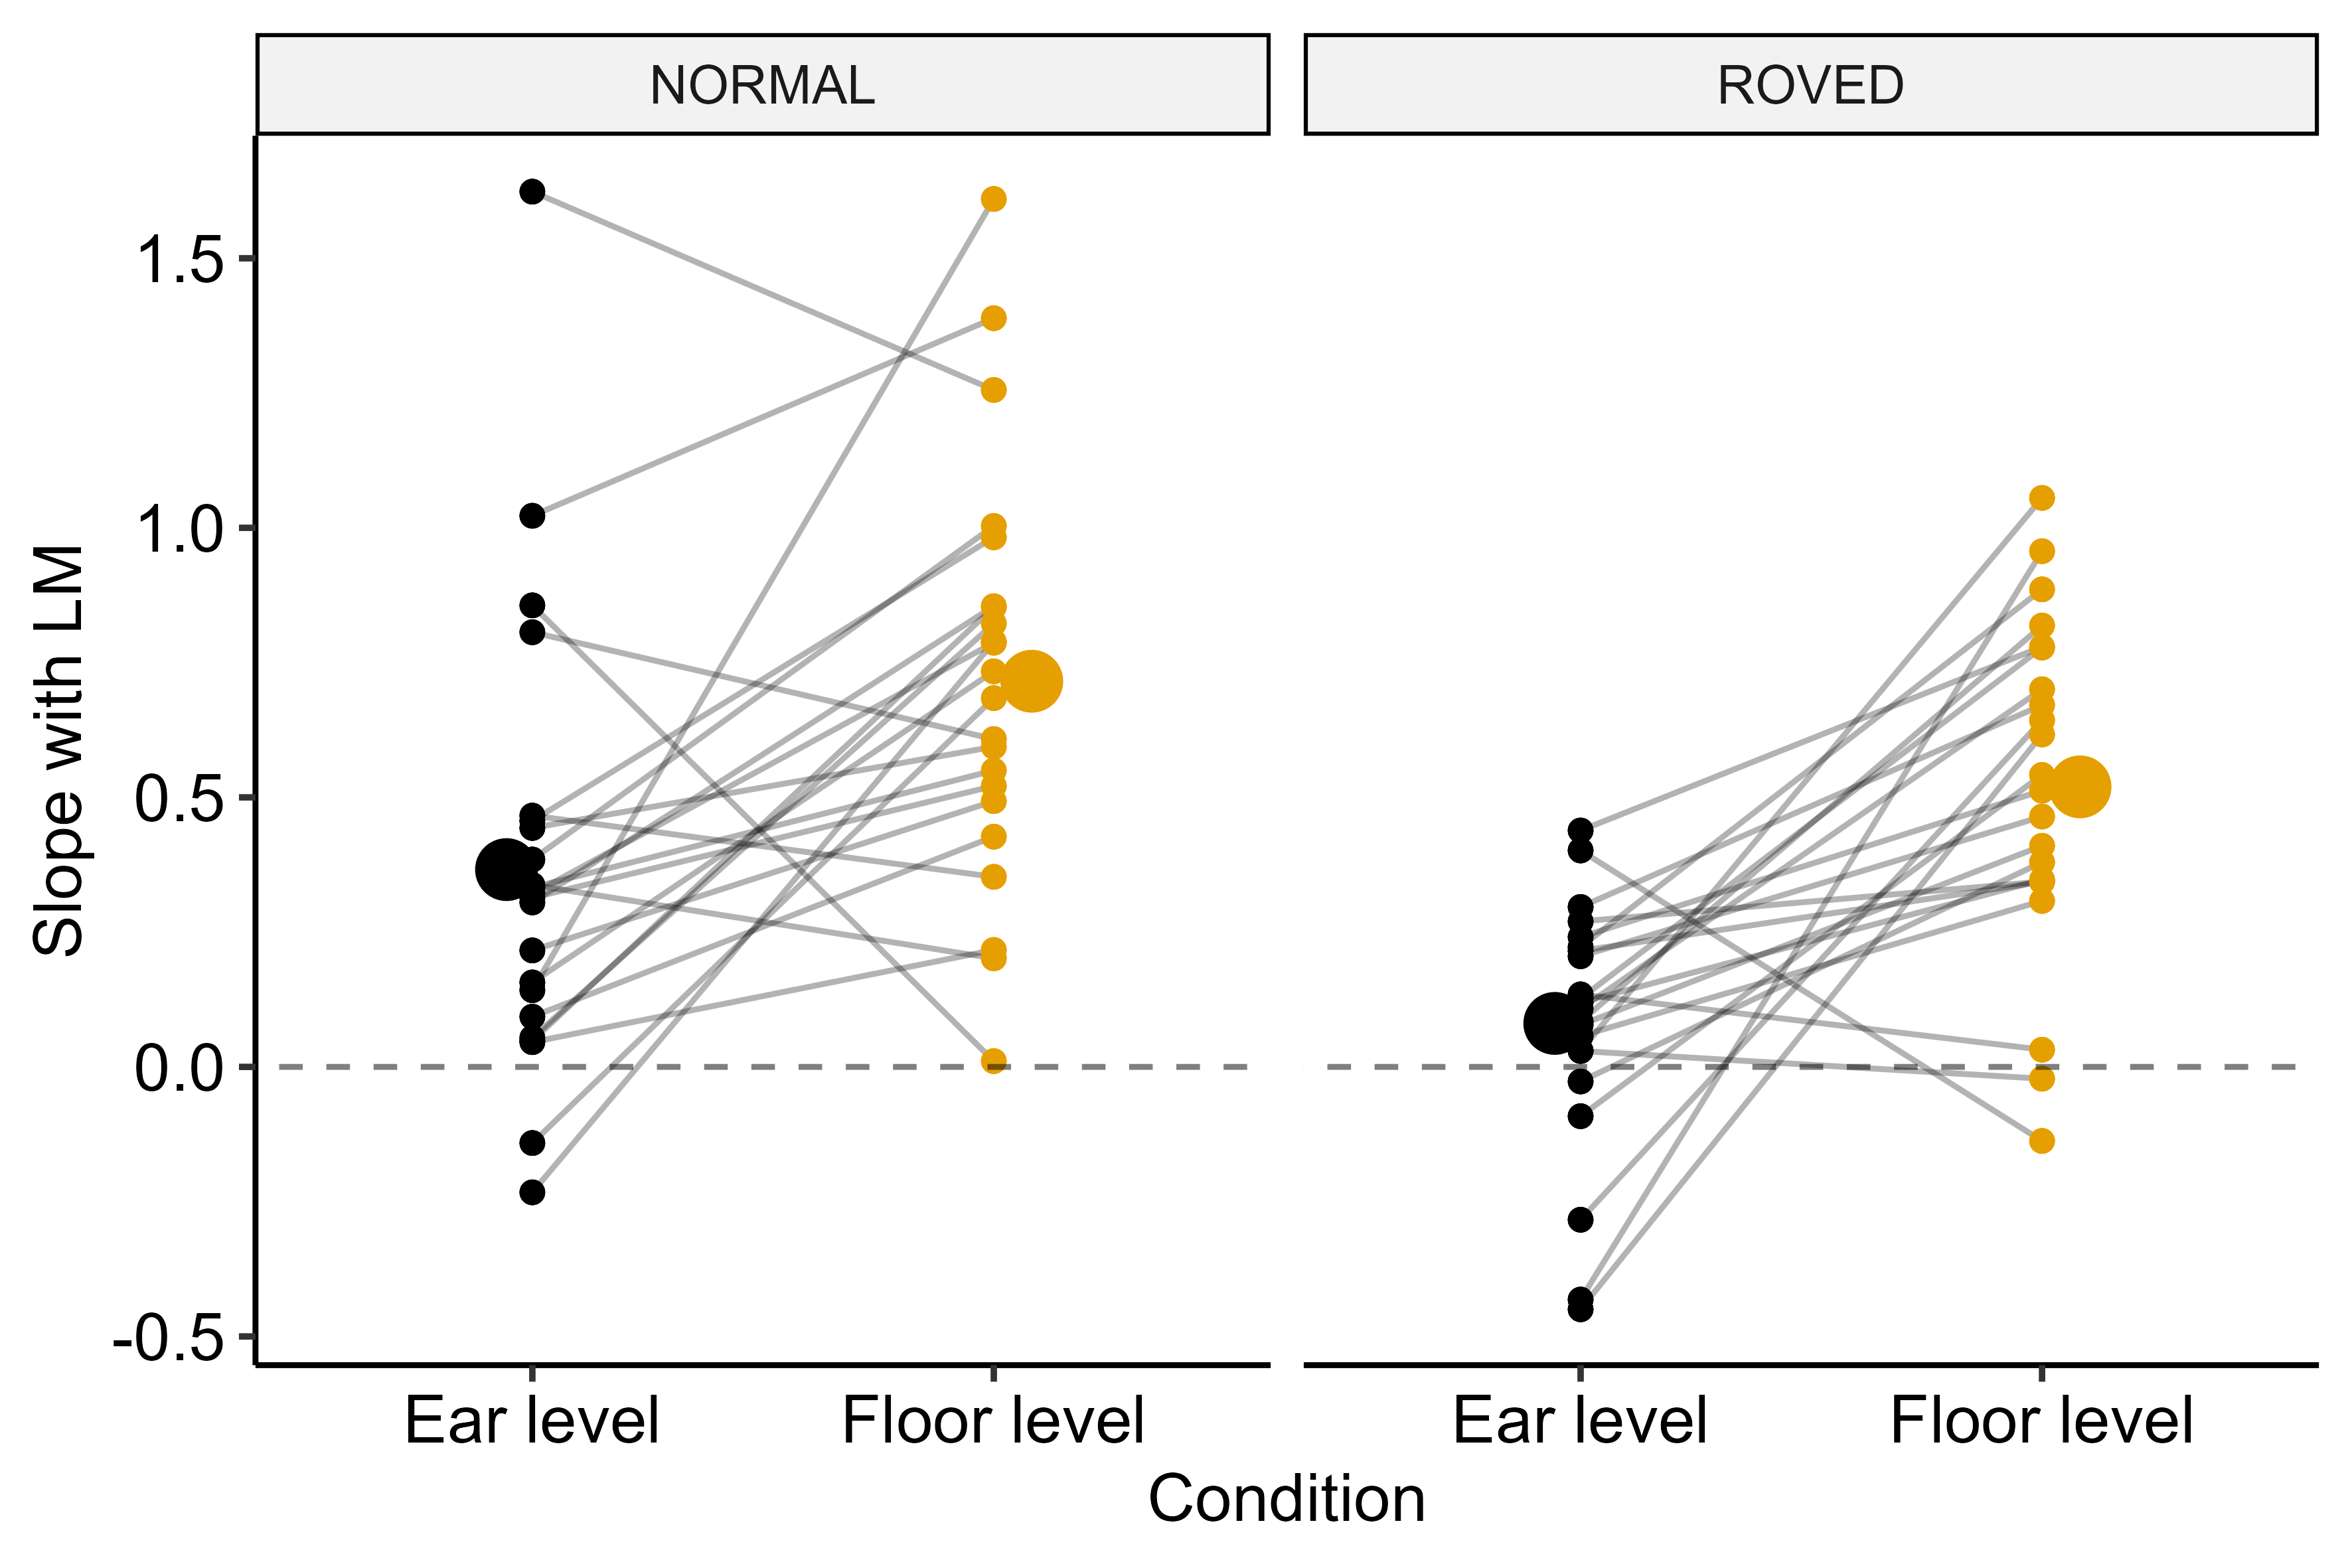 NORMAL
ROVED
Slope with LM
1.5
1.0
0.5
0.0
-0.5
Ear level
Floor level
Ear level
Floor level
Condition